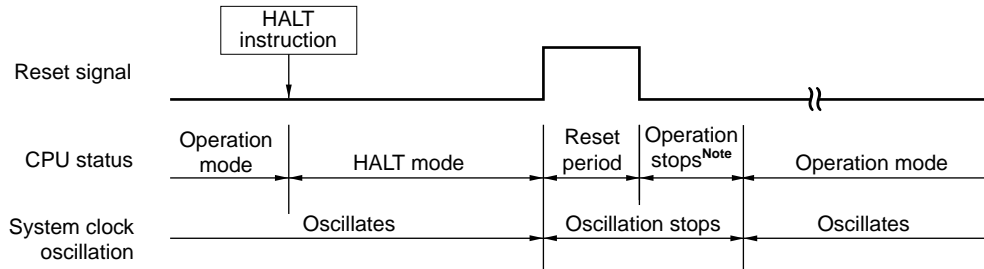 HALT
instruction
Reset signal
CPU status
Operation
mode
HALT mode
Reset
period
Operation
stopsNote
Operation mode
System clock
oscillation
Oscillates
Oscillation stops
Oscillates